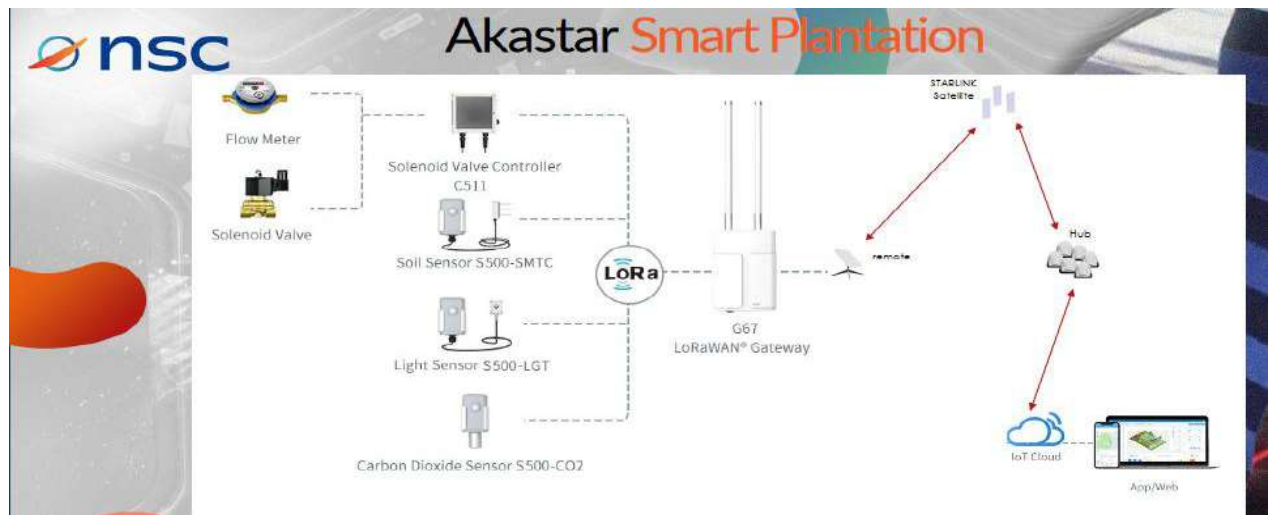 nsc
Akastar Smart Plantation
STARLINK
Satellite
Flow Meter
Solenoid Valve Controller
C511
Solenoid Valve
Soil Sensor S500-SMTC
LoRa
remote
Hub
G67
LoRaWAN® Gateway
Light Sensor S500-LGT
Carbon Dioxide Sensor S500-CO2
IoT Cloud
App/Web